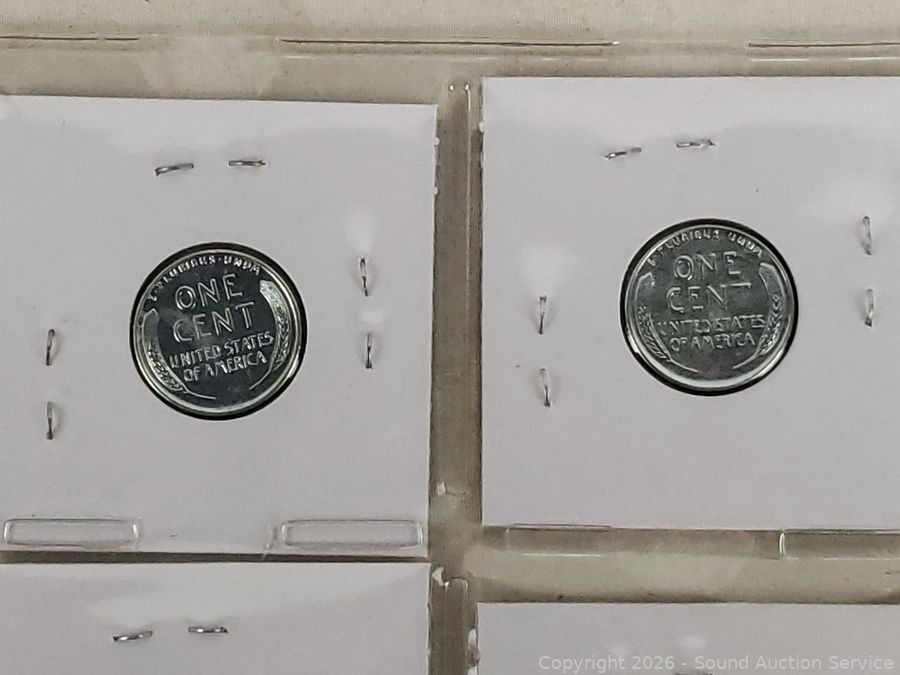 E·PLURIBUS·UNUM
ONE
CENT
UNITED STATES
OF AMERICA
E·PLURIBUS·UNUM
ONE
CENT
UNITED STATES
OF AMERICA
Copyright © 2026 - Sound Auction Service